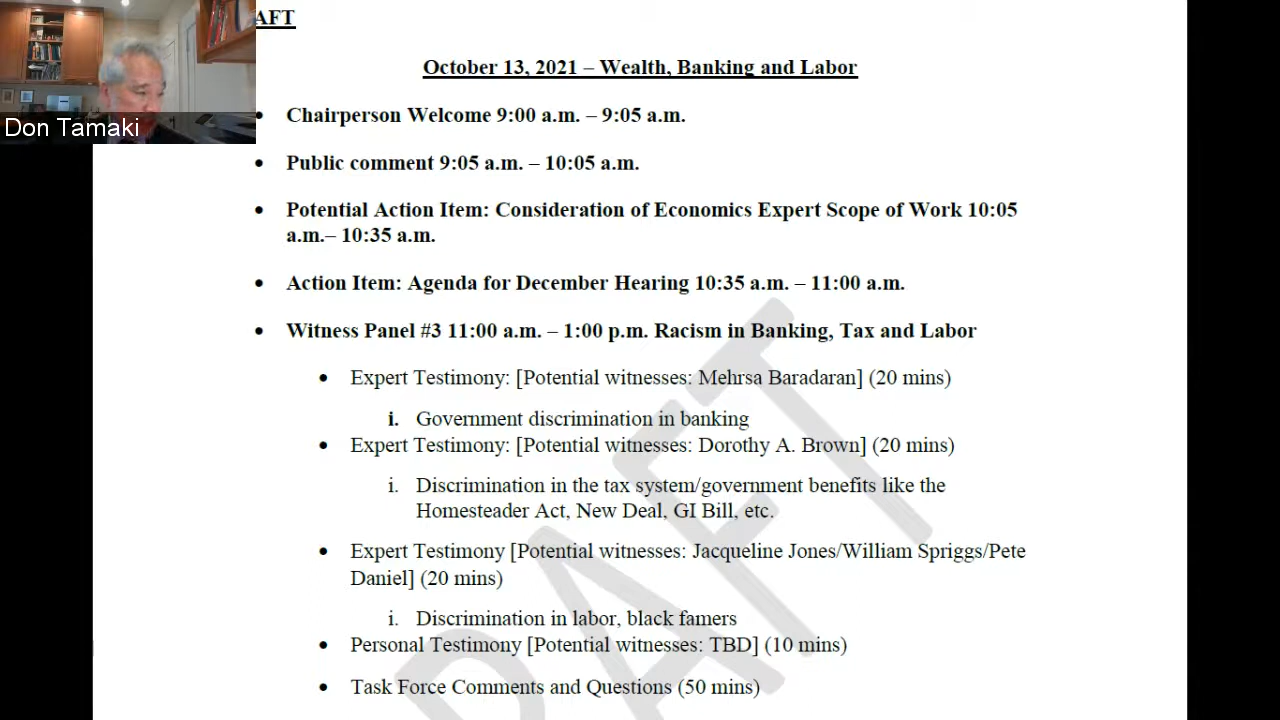 AFT
October 13, 2021 – Wealth, Banking and Labor
Don Tamaki
• Chairperson Welcome 9:00 a.m. – 9:05 a.m.
• Public comment 9:05 a.m. – 10:05 a.m.
• Potential Action Item: Consideration of Economics Expert Scope of Work 10:05
a.m.– 10:35 a.m.
• Action Item: Agenda for December Hearing 10:35 a.m. – 11:00 a.m.
• Witness Panel #3 11:00 a.m. – 1:00 p.m. Racism in Banking, Tax and Labor
• Expert Testimony: [Potential witnesses: Mehrsa Baradaran] (20 mins)
i. Government discrimination in banking
• Expert Testimony: [Potential witnesses: Dorothy A. Brown] (20 mins)
i. Discrimination in the tax system/government benefits like the
Homesteader Act, New Deal, GI Bill, etc.
• Expert Testimony [Potential witnesses: Jacqueline Jones/William Spriggs/Pete
Daniel] (20 mins)
i. Discrimination in labor, black famers
• Personal Testimony [Potential witnesses: TBD] (10 mins)
• Task Force Comments and Questions (50 mins)
DRAFT